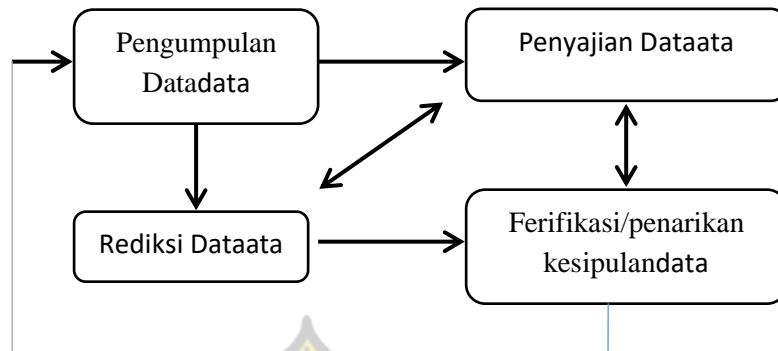 Pengumpulan
Datadata
Penyajian Dataata
Rediksi Dataata
Ferifikasi/penarikan
kesipulandata